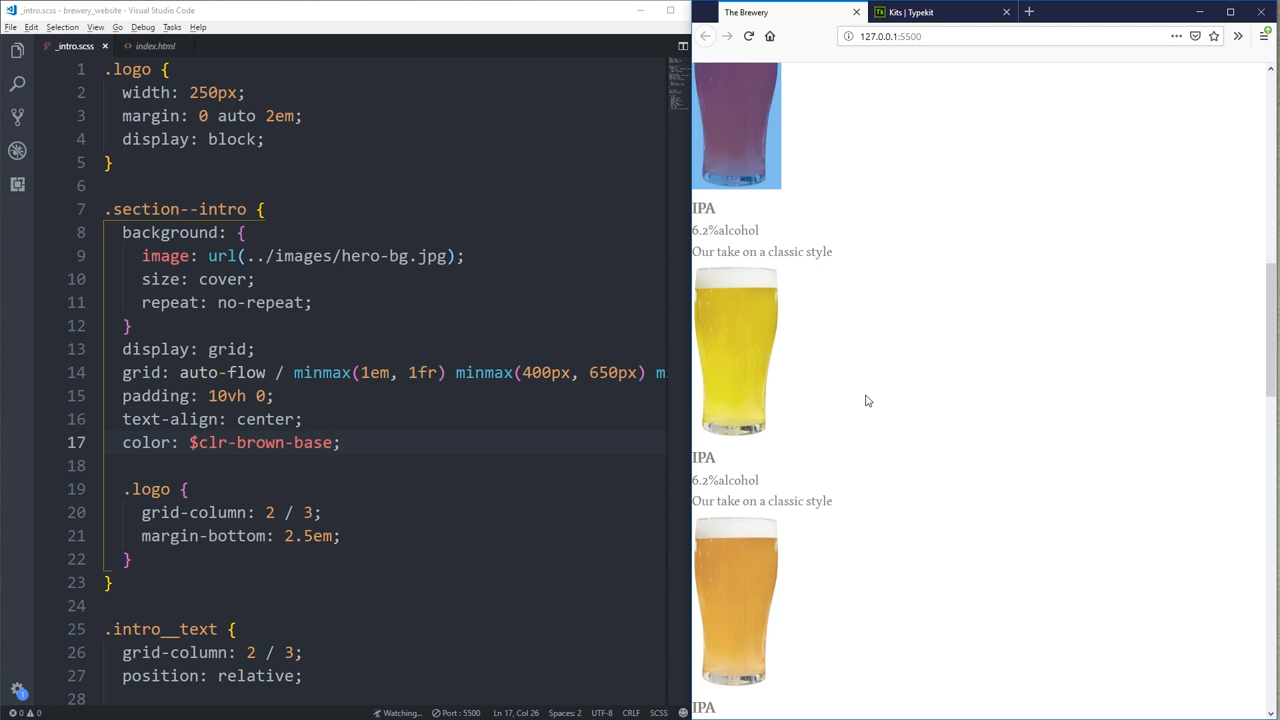 _intro.scss - brewery_website - Visual Studio Code
File Edit Selection View Go Debug Tasks Help
_intro.scss index.html
1 .logo {
2 width: 250px;
3 margin: 0 auto 2em;
4 display: block;
5 }
6
7 .section--intro {
8 background: {
9 image: url(../images/hero-bg.jpg);
10 size: cover;
11 repeat: no-repeat;
12 }
13 display: grid;
14 grid: auto-flow / minmax(1em, 1fr) minmax(400px, 650px) m
15 padding: 10vh 0;
16 text-align: center;
17 color: $clr-brown-base;
18
19 .logo {
20 grid-column: 2 / 3;
21 margin-bottom: 2.5em;
22 }
23 }
24
25 .intro__text {
26 grid-column: 2 / 3;
27 position: relative;
28
1
0 0 Watching... Port : 5500 Ln 17, Col 26 Spaces: 2 UTF-8 CRLF SCSS
The Brewery Tk Kits | Typekit
127.0.0.1:5500
IPA
6.2%alcohol
Our take on a classic style
IPA
6.2%alcohol
Our take on a classic style
IPA